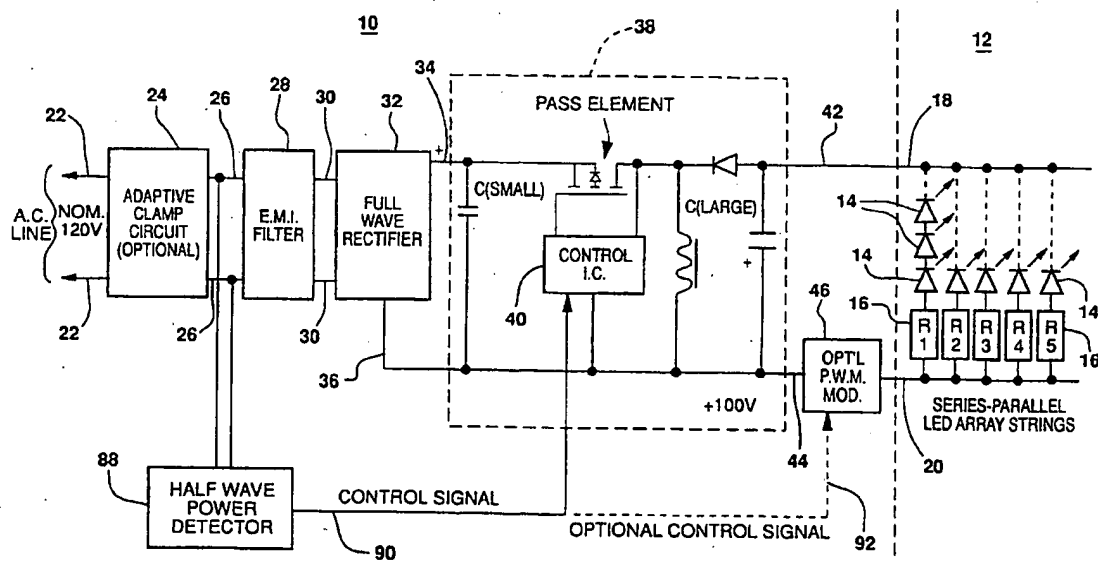 10
38
12
24
28
32
34
PASS ELEMENT
22
26
30
42
18
A.C.
LINE
NOM.
120V
ADAPTIVE
CLAMP
CIRCUIT
(OPTIONAL)
E.M.I.
FILTER
FULL
WAVE
RECTIFIER
+
C(SMALL)
C(LARGE)
+
CONTROL
I.C.
40
14
14
14
16
R
1
R
2
R
3
R
4
R
5
16
22
26
30
36
46
OPT'L
P.W.M.
MOD.
+100V
44
20
SERIES-PARALLEL
LED ARRAY STRINGS
88
HALF WAVE
POWER
DETECTOR
CONTROL SIGNAL
90
OPTIONAL CONTROL SIGNAL
92